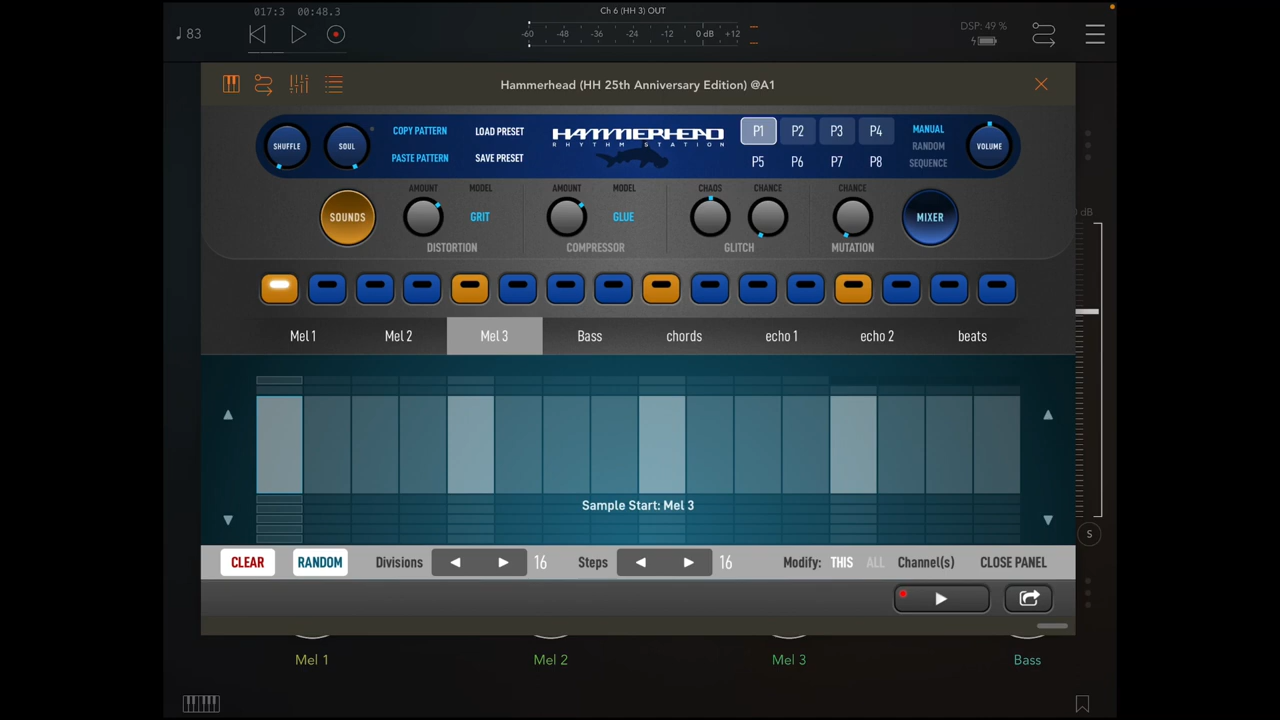 017:3 00:48.3 Ch 6 (HH 3) OUT
♩ 83 -60 -48 -36 -24 -12 0 dB +12 DSP: 49 %
Hammerhead (HH 25th Anniversary Edition) @A1
SHUFFLE SOUL COPY PATTERN LOAD PRESET HAMMERHEAD P1 P2 P3 P4 MANUAL VOLUME
RHYTHM STATION RANDOM
PASTE PATTERN SAVE PRESET P5 P6 P7 P8 SEQUENCE
AMOUNT MODEL AMOUNT MODEL CHAOS CHANCE CHANCE
SOUNDS GRIT GLUE MIXER
DISTORTION COMPRESSOR GLITCH MUTATION
dB
Mel 1 Mel 2 Mel 3 Bass chords echo 1 echo 2 beats
Sample Start: Mel 3
S
CLEAR RANDOM Divisions 16 Steps 16 Modify: THIS ALL Channel(s) CLOSE PANEL
Mel 1 Mel 2 Mel 3 Bass